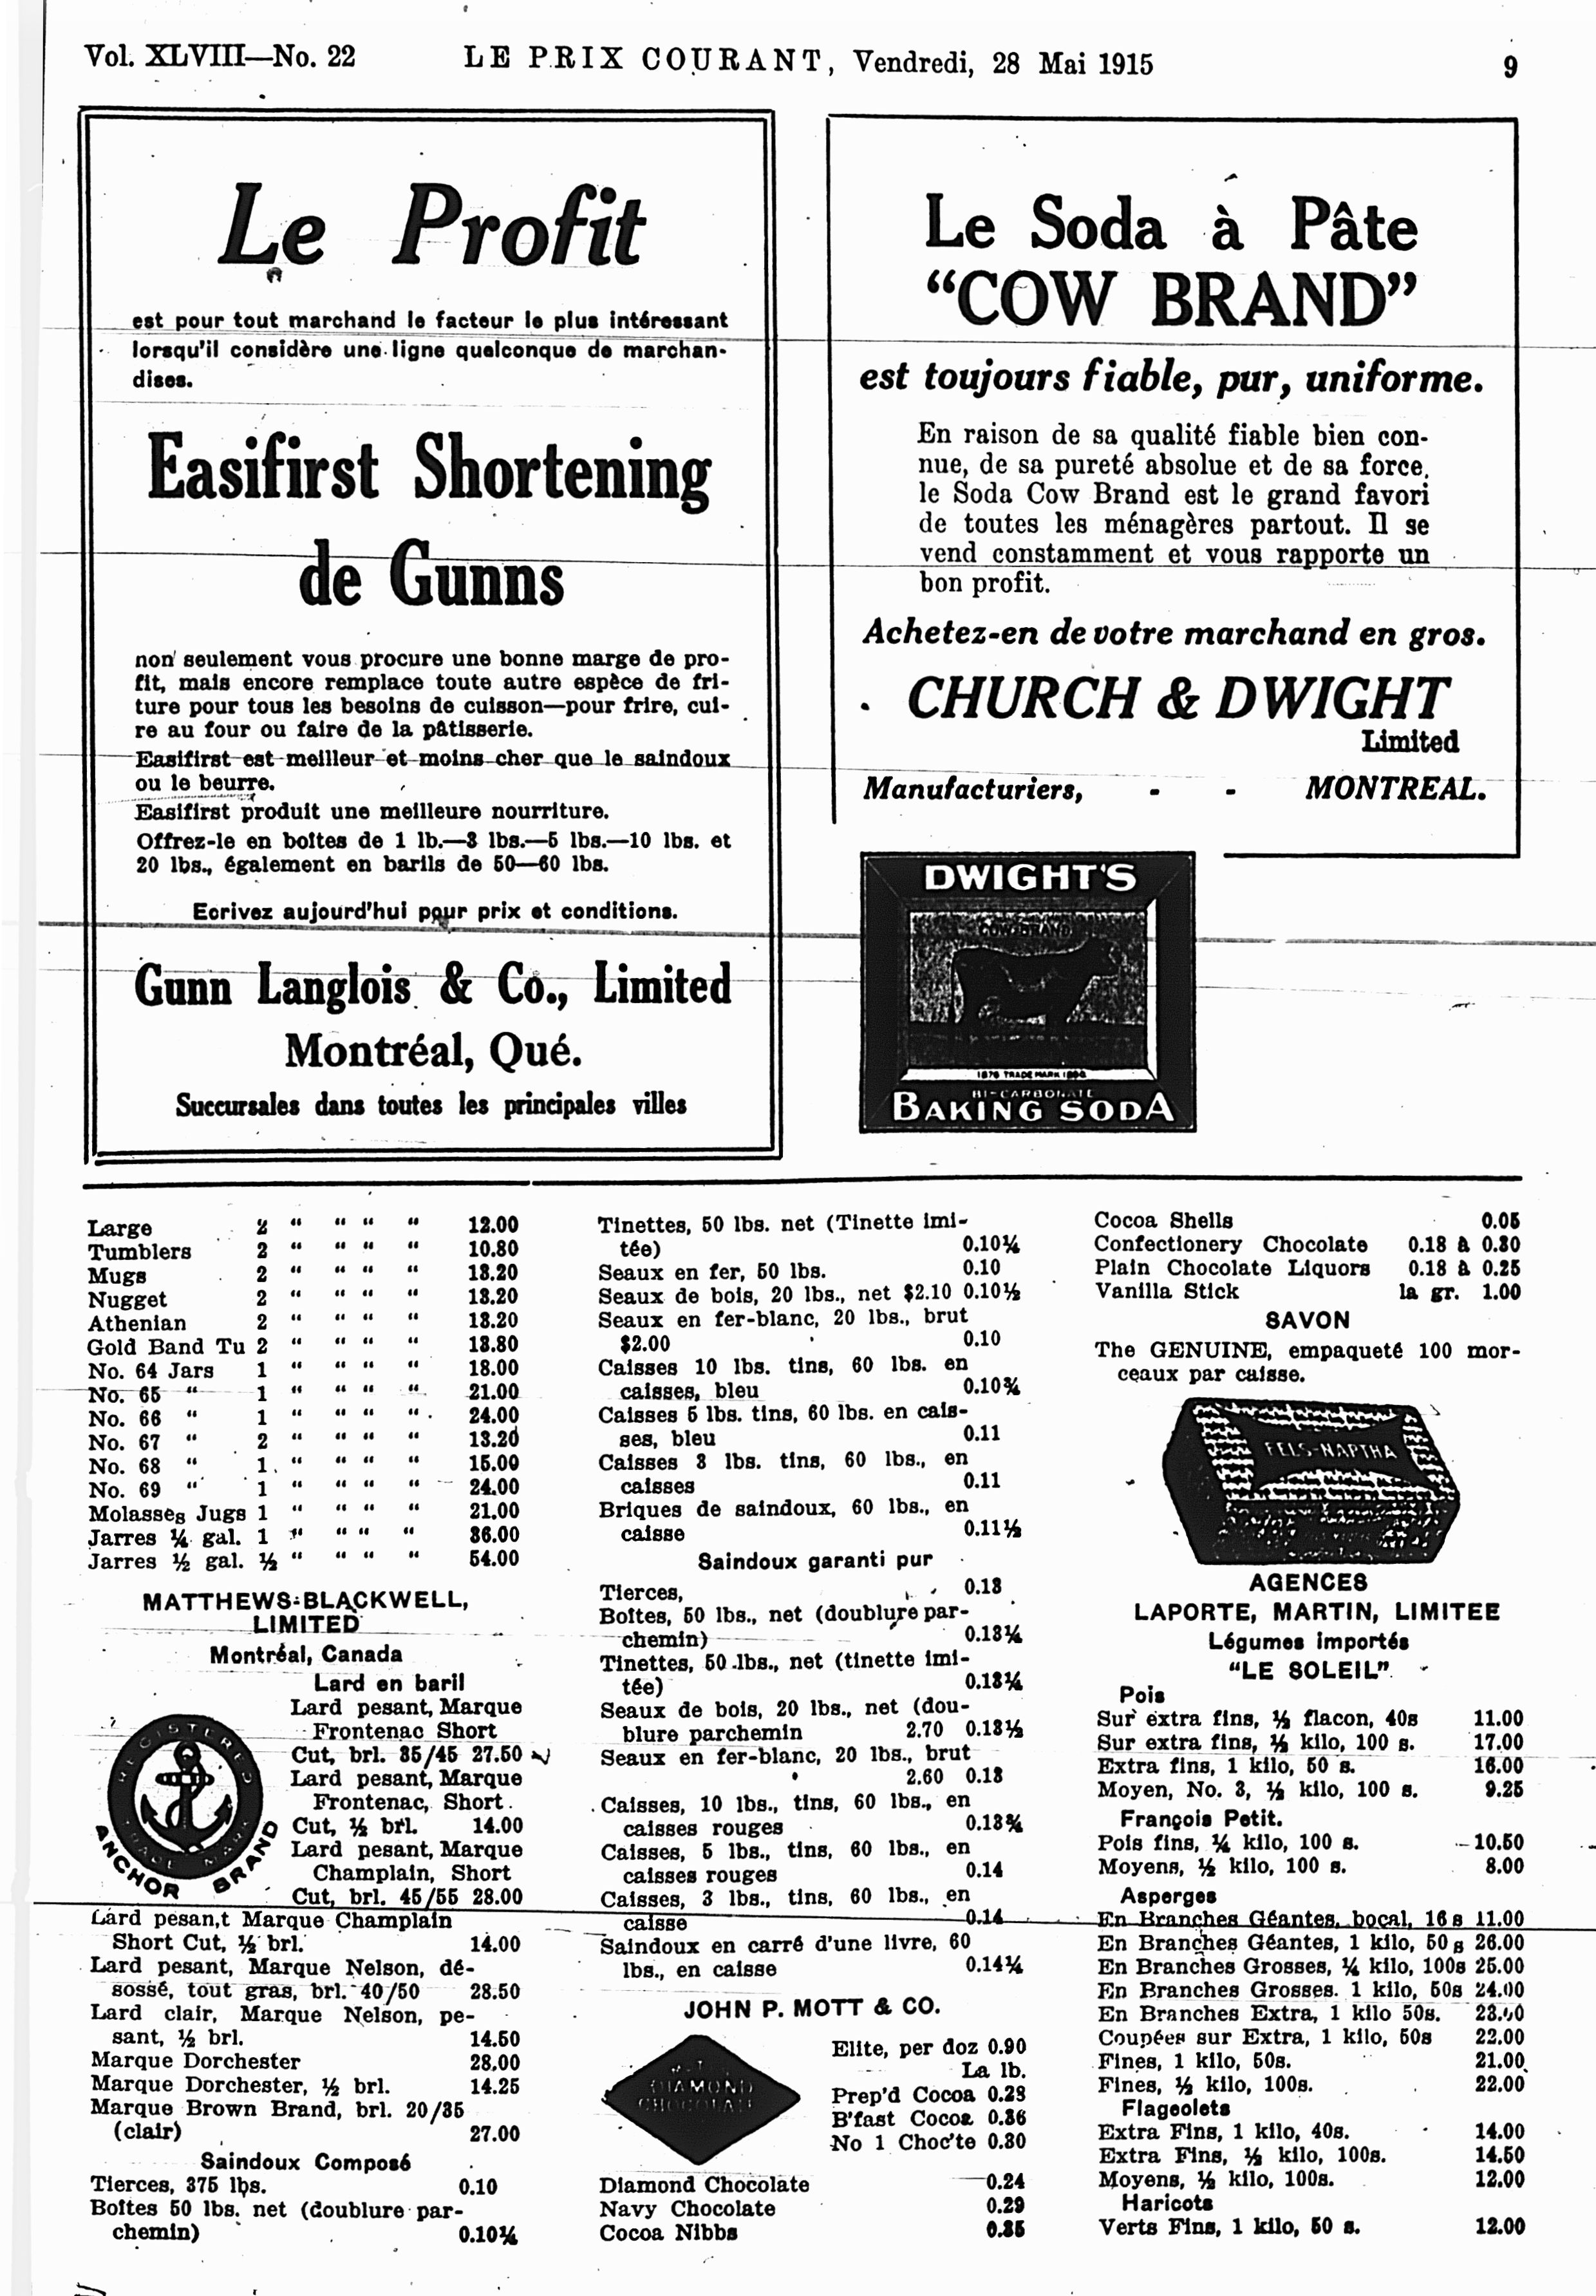 Vol. XLVIII—No. 22 LE PRIX COURANT, Vendredi, 28 Mai 1915 9
Le Profit
est pour tout marchand le facteur le plus intéressant
lorsqu'il considère une ligne quelconque de marchan-
dises.
Easifirst Shortening
de Gunns
non seulement vous procure une bonne marge de pro-
fit, mais encore remplace toute autre espèce de fri-
ture pour tous les besoins de cuisson—pour frire, cui-
re au four ou faire de la pâtisserie.
Easifirst est meilleur et moins cher que le saindoux
ou le beurre.
Easifirst produit une meilleure nourriture.
Offrez-le en boîtes de 1 lb.—3 lbs.—5 lbs.—10 lbs. et
20 lbs., également en barils de 50—60 lbs.
Ecrivez aujourd'hui pour prix et conditions.
Gunn Langlois & Co., Limited
Montréal, Qué.
Succursales dans toutes les principales villes
Le Soda à Pâte
“COW BRAND”
est toujours fiable, pur, uniforme.
En raison de sa qualité fiable bien con-
nue, de sa pureté absolue et de sa force,
le Soda Cow Brand est le grand favori
de toutes les ménagères partout. Il se
vend constamment et vous rapporte un
bon profit.
Achetez-en de votre marchand en gros.
CHURCH & DWIGHT
Limited
Manufacturiers, - - MONTREAL.
DWIGHT'S
COW BRAND
1876 TRADE MARK
BI-CARBONATE
BAKING SODA
Large 2 “ “ “ “ 12.00
Tumblers 2 “ “ “ “ 10.80
Mugs 2 “ “ “ “ 13.20
Nugget 2 “ “ “ “ 13.20
Athenian 2 “ “ “ “ 13.20
Gold Band Tu 2 “ “ “ “ 13.80
No. 64 Jars 1 “ “ “ “ 18.00
No. 65 “ 1 “ “ “ “ 21.00
No. 66 “ 1 “ “ “ “ 24.00
No. 67 “ 2 “ “ “ “ 13.20
No. 68 “ 1 “ “ “ “ 15.00
No. 69 “ 1 “ “ “ “ 24.00
Molasses Jugs 1 “ “ “ “ 21.00
Jarres ¼ gal. 1 “ “ “ “ 36.00
Jarres ½ gal. ½ “ “ “ “ 54.00
MATTHEWS-BLACKWELL,
LIMITED
Montréal, Canada
REGISTERED
TRADE MARK
ANCHOR BRAND
Lard en baril
Lard pesant, Marque
Frontenac Short
Cut, brl. 35/45 27.50
Lard pesant, Marque
Frontenac, Short
Cut, ½ brl. 14.00
Lard pesant, Marque
Champlain, Short
Cut, brl. 45/55 28.00
Lard pesan,t Marque Champlain
Short Cut, ½ brl. 14.00
Lard pesant, Marque Nelson, dé-
sossé, tout gras, brl. 40/50 28.50
Lard clair, Marque Nelson, pe-
sant, ½ brl. 14.50
Marque Dorchester 28.00
Marque Dorchester, ½ brl. 14.25
Marque Brown Brand, brl. 20/35
(clair) 27.00
Saindoux Composé
Tierces, 375 lbs. 0.10
Boîtes 50 lbs. net (doublure par-
chemin) 0.10¼
Tinettes, 50 lbs. net (Tinette imi-
tée) 0.10¼
Seaux en fer, 50 lbs. 0.10
Seaux de bois, 20 lbs., net $2.10 0.10½
Seaux en fer-blanc, 20 lbs., brut
$2.00 0.10
Caisses 10 lbs. tins, 60 lbs. en
caisses, bleu 0.10¾
Caisses 5 lbs. tins, 60 lbs. en cais-
ses, bleu 0.11
Caisses 3 lbs. tins, 60 lbs., en
caisses 0.11
Briques de saindoux, 60 lbs., en
caisse 0.11½
Saindoux garanti pur
Tierces, 0.13
Boîtes, 50 lbs., net (doublure par-
chemin) 0.13¼
Tinettes, 50 lbs., net (tinette imi-
tée) 0.13¼
Seaux de bois, 20 lbs., net (dou-
blure parchemin 2.70 0.13½
Seaux en fer-blanc, 20 lbs., brut
2.60 0.13
Caisses, 10 lbs., tins, 60 lbs., en
caisses rouges 0.13¾
Caisses, 5 lbs., tins, 60 lbs., en
caisses rouges 0.14
Caisses, 3 lbs., tins, 60 lbs., en
caisse 0.14
Saindoux en carré d'une livre, 60
lbs., en caisse 0.14¼
JOHN P. MOTT & CO.
DIAMOND
CHOCOLATE
Elite, per doz 0.90
La lb.
Prep'd Cocoa 0.29
B'fast Cocoa 0.36
No 1 Choc'te 0.30
Diamond Chocolate 0.24
Navy Chocolate 0.29
Cocoa Nibbs 0.35
Cocoa Shells 0.05
Confectionery Chocolate 0.18 à 0.30
Plain Chocolate Liquors 0.18 à 0.25
Vanilla Stick la gr. 1.00
SAVON
The GENUINE, empaqueté 100 mor-
ceaux par caisse.
FELS-NAPTHA
AGENCES
LAPORTE, MARTIN, LIMITEE
Légumes importés
“LE SOLEIL”
Pois
Sur extra fins, ½ flacon, 40s 11.00
Sur extra fins, ½ kilo, 100 s. 17.00
Extra fins, 1 kilo, 50 s. 16.00
Moyen, No. 3, ½ kilo, 100 s. 9.25
François Petit.
Pois fins, ¼ kilo, 100 s. 10.50
Moyens, ½ kilo, 100 s. 8.00
Asperges
En Branches Géantes, bocal, 16s 11.00
En Branches Géantes, 1 kilo, 50s 26.00
En Branches Grosses, ¼ kilo, 100s 25.00
En Branches Grosses. 1 kilo, 50s 24.00
En Branches Extra, 1 kilo 50s.
Coupées sur Extra, 1 kilo, 50s 22.00
Fines, 1 kilo, 50s. 21.00
Fines, ½ kilo, 100s. 22.00
Flageolets
Extra Fins, 1 kilo, 40s. 14.00
Extra Fins, ½ kilo, 100s. 14.50
Moyens, ½ kilo, 100s. 12.00
Haricots
Verts Fins, 1 kilo, 50 s. 12.00